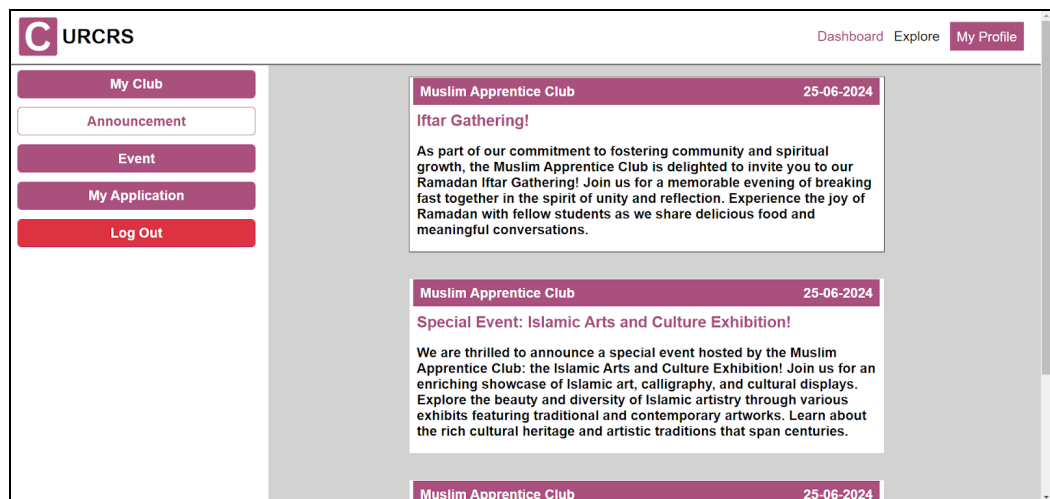 C URCRS
Dashboard Explore My Profile
My Club
Announcement
Event
My Application
Log Out
Muslim Apprentice Club 25-06-2024
Iftar Gathering!
As part of our commitment to fostering community and spiritual
growth, the Muslim Apprentice Club is delighted to invite you to our
Ramadan Iftar Gathering! Join us for a memorable evening of breaking
fast together in the spirit of unity and reflection. Experience the joy of
Ramadan with fellow students as we share delicious food and
meaningful conversations.
Muslim Apprentice Club 25-06-2024
Special Event: Islamic Arts and Culture Exhibition!
We are thrilled to announce a special event hosted by the Muslim
Apprentice Club: the Islamic Arts and Culture Exhibition! Join us for an
enriching showcase of Islamic art, calligraphy, and cultural displays.
Explore the beauty and diversity of Islamic artistry through various
exhibits featuring traditional and contemporary artworks. Learn about
the rich cultural heritage and artistic traditions that span centuries.
Muslim Apprentice Club 25-06-2024